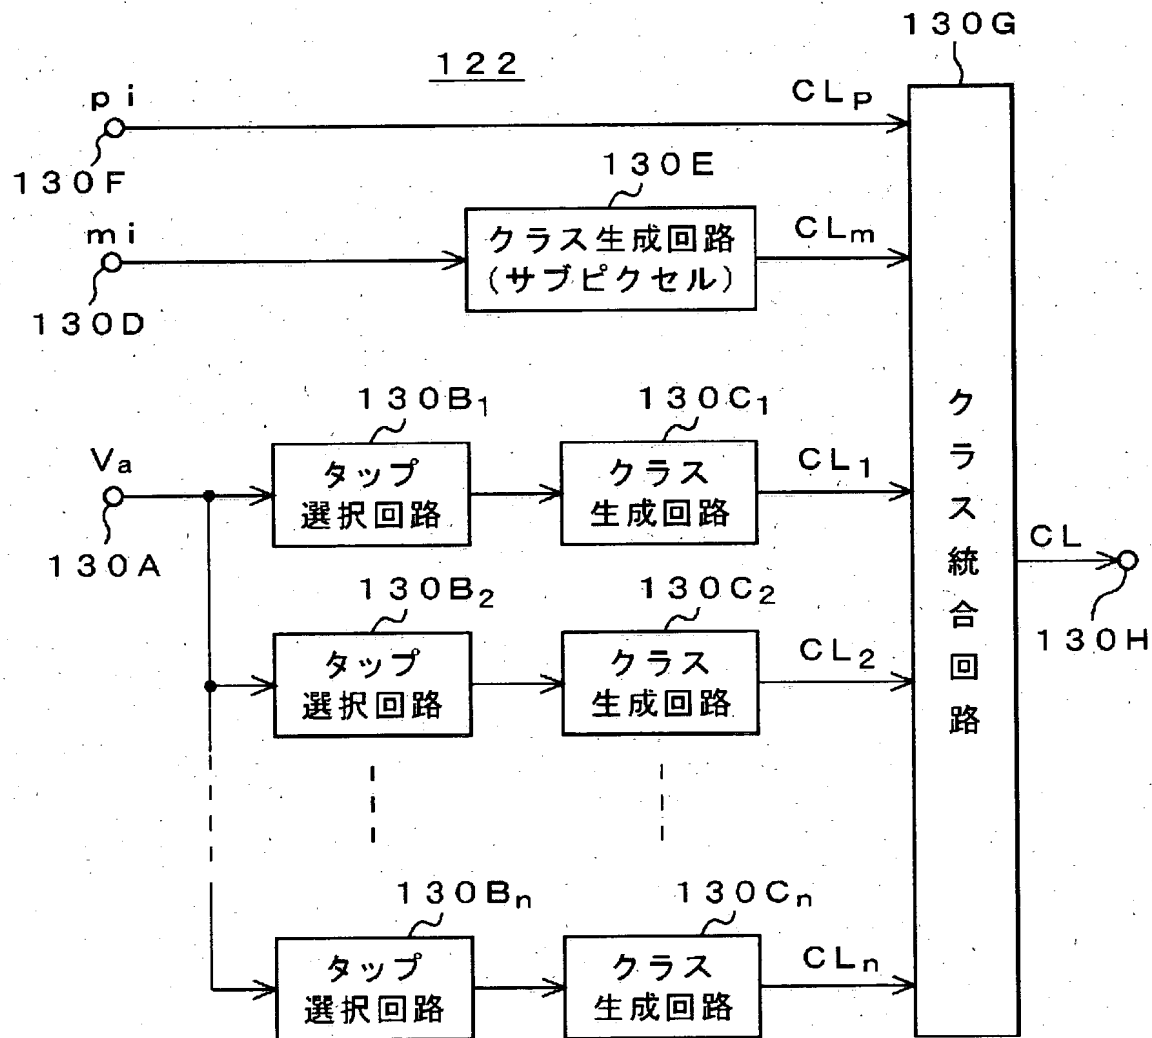 130G
122
pi
CLp
130F
130E
mi
クラス生成回路
(サブピクセル)
CLm
130D
130B1
130C1
Va
タップ
選択回路
クラス
生成回路
CL1
130A
クラス統合回路
CL
130H
130B2
130C2
タップ
選択回路
クラス
生成回路
CL2
130Bn
130Cn
タップ
選択回路
クラス
生成回路
CLn